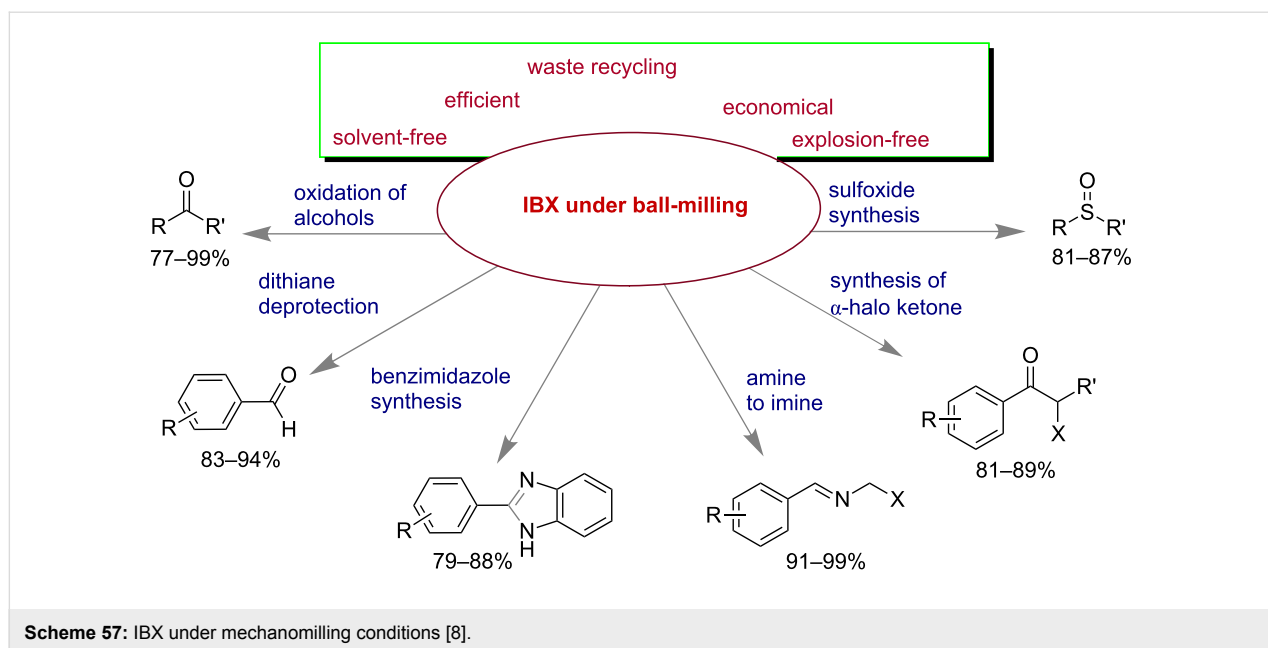 waste recycling
efficient
economical
solvent-free
explosion-free
IBX under ball-milling
oxidation of
alcohols
O
R
R'
77–99%
sulfoxide
synthesis
O
S
R
R'
81–87%
dithiane
deprotection
O
H
R
83–94%
benzimidazole
synthesis
N
N
H
R
79–88%
amine
to imine
N
X
R
91–99%
synthesis of
α-halo ketone
O
R'
X
R
81–89%
Scheme 57: IBX under mechanomilling conditions [8].